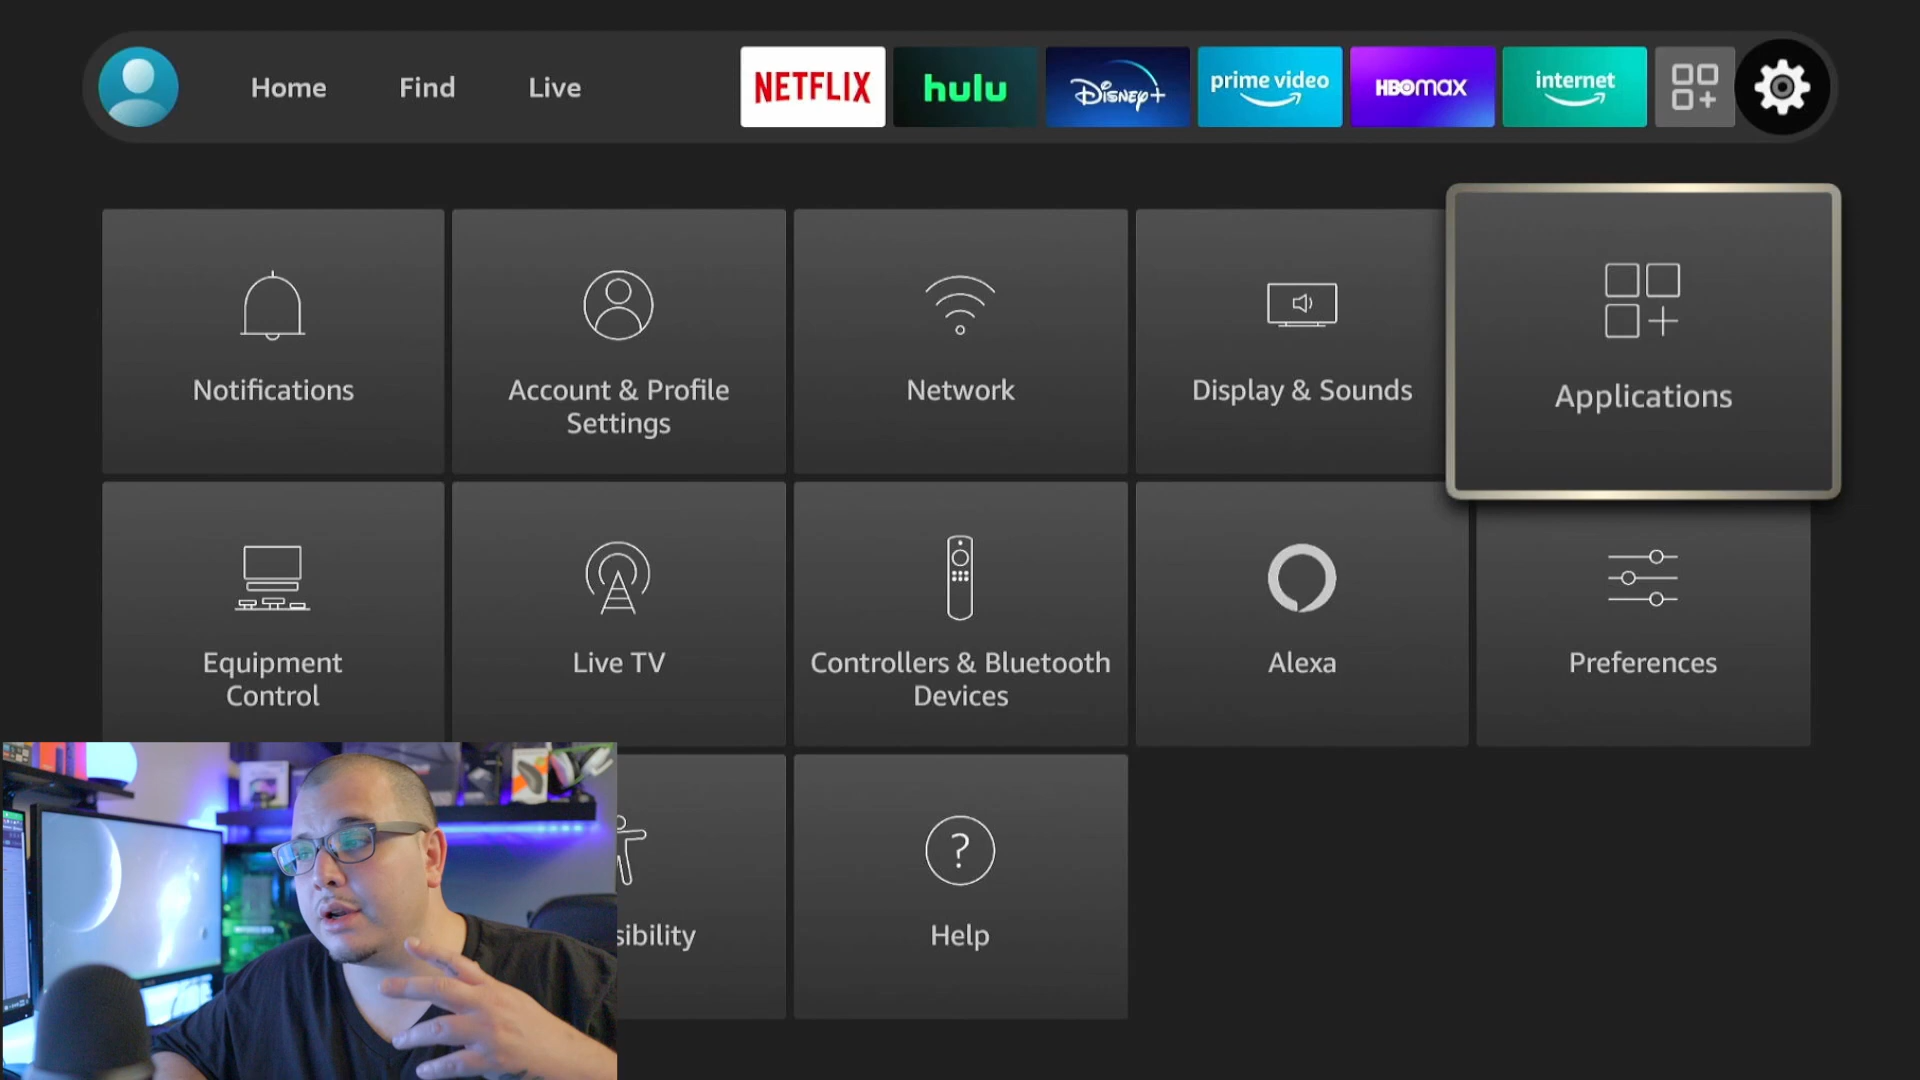 Home
Find
Live
NETFLIX
hulu
Disney+
prime video
HBOMAX
internet
Notifications
Account & Profile
Settings
Network
Display & Sounds
Applications
Equipment
Control
Live TV
Controllers & Bluetooth
Devices
Alexa
Preferences
sibility
?
Help